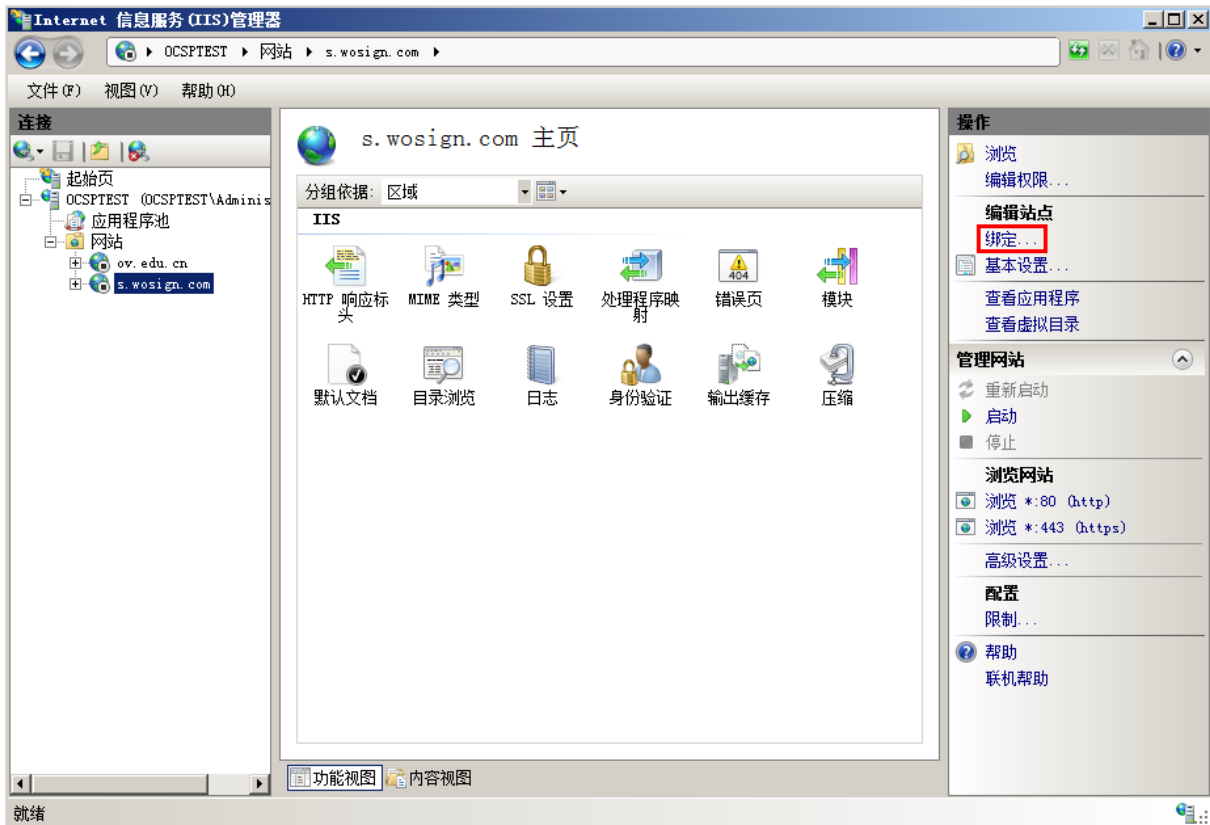 Internet 信息服务(IIS)管理器
OCSPTEST 网站 s.wosign.com
文件(F) 视图(V) 帮助(H)
连接
起始页
OCSPTEST (OCSPTEST\Adminis
应用程序池
网站
ov.edu.cn
s.wosign.com
s.wosign.com 主页
分组依据: 区域
IIS
HTTP 响应标头
MIME 类型
SSL 设置
处理程序映射
404
错误页
模块
默认文档
目录浏览
日志
身份验证
输出缓存
压缩
功能视图
内容视图
操作
浏览
编辑权限...
编辑站点
绑定...
基本设置...
查看应用程序
查看虚拟目录
管理网站
重新启动
启动
停止
浏览网站
浏览 *:80 (http)
浏览 *:443 (https)
高级设置...
配置
限制...
帮助
联机帮助
就绪